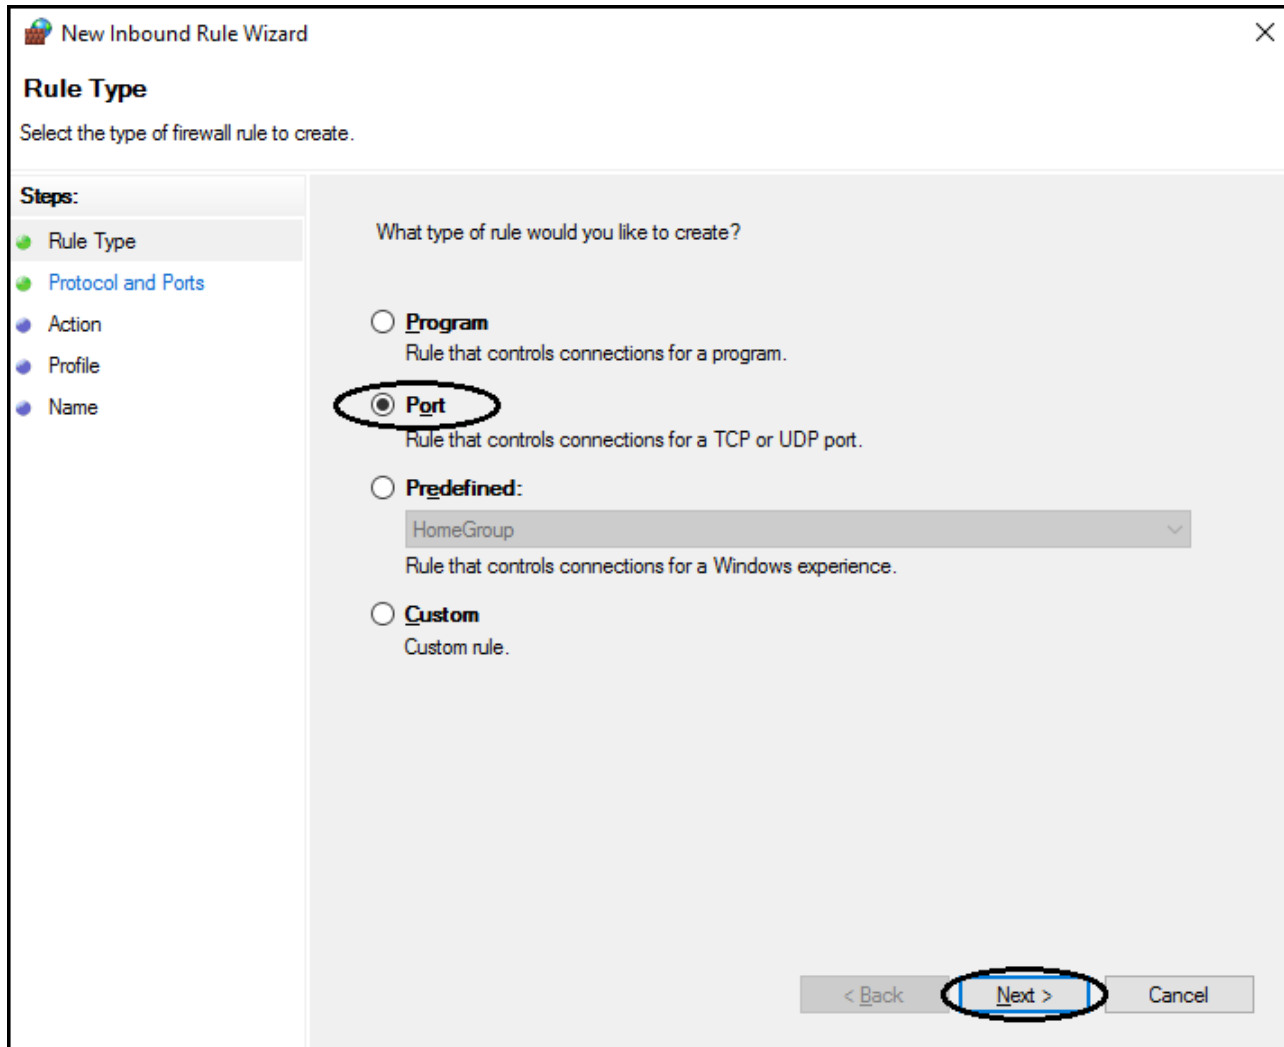 New Inbound Rule Wizard
Rule Type
Select the type of firewall rule to create.
Steps:
Rule Type
Protocol and Ports
Action
Profile
Name
What type of rule would you like to create?
Program
Rule that controls connections for a program.
Port
Rule that controls connections for a TCP or UDP port.
Predefined:
HomeGroup
Rule that controls connections for a Windows experience.
Custom
Custom rule.
< Back
Next >
Cancel